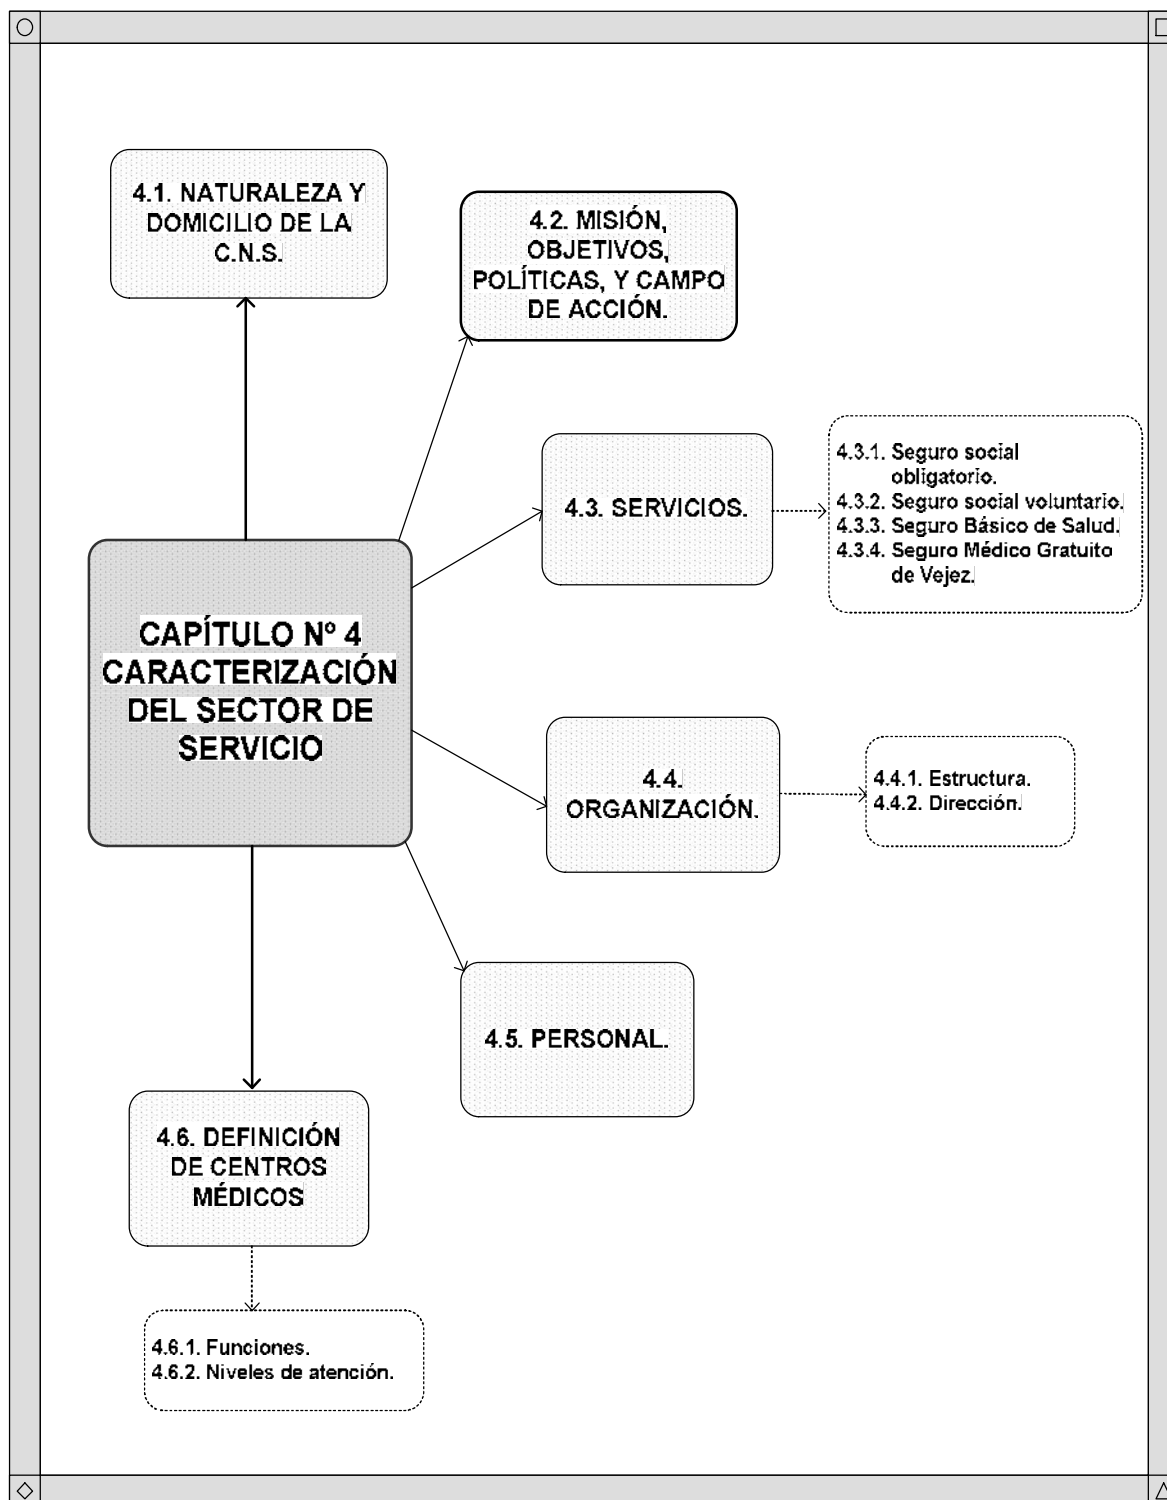 4.1. NATURALEZA Y
DOMICILIO DE LA
C.N.S.
4.2. MISIÓN,
OBJETIVOS,
POLÍTICAS, Y CAMPO
DE ACCIÓN.
4.3. SERVICIOS.
4.3.1. Seguro social
obligatorio.
4.3.2. Seguro social voluntario.
4.3.3. Seguro Básico de Salud.
4.3.4. Seguro Médico Gratuito
de Vejez.
CAPÍTULO Nº 4
CARACTERIZACIÓN
DEL SECTOR DE
SERVICIO
4.4.
ORGANIZACIÓN.
4.4.1. Estructura.
4.4.2. Dirección.
4.5. PERSONAL.
4.6. DEFINICIÓN
DE CENTROS
MÉDICOS
4.6.1. Funciones.
4.6.2. Niveles de atención.